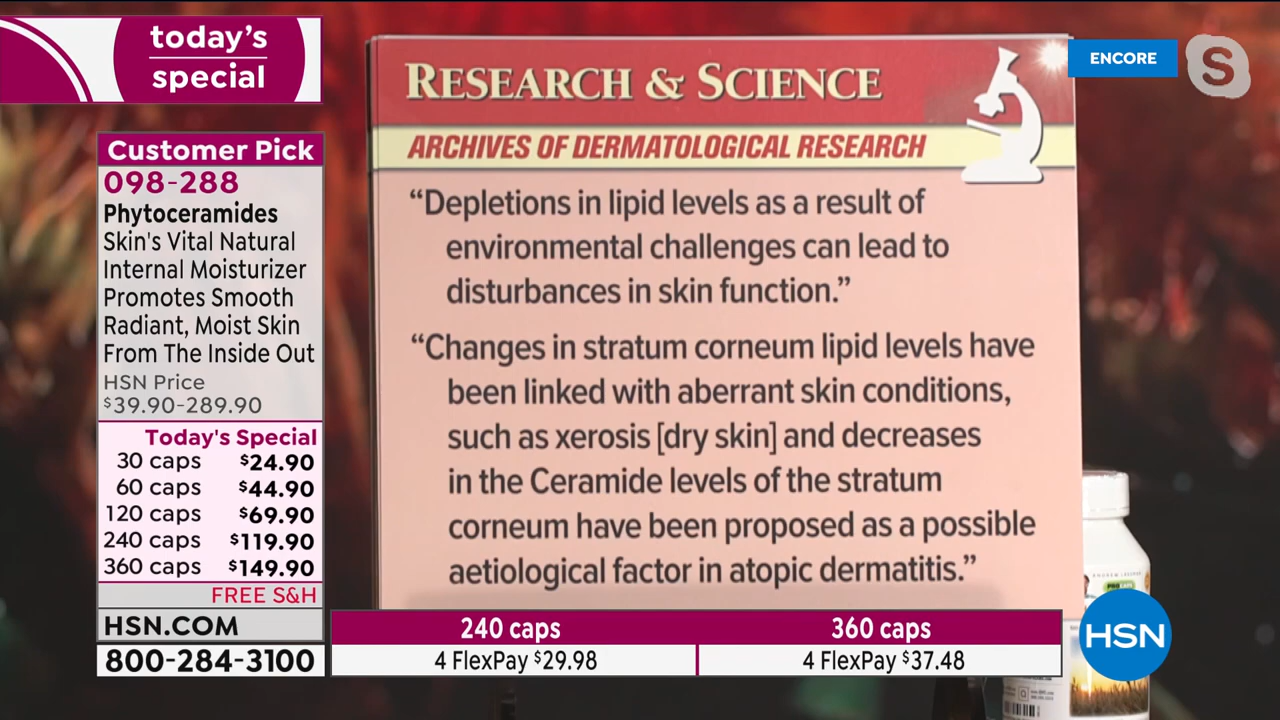 today's
special
Customer Pick
098-288
Phytoceramides
Skin's Vital Natural
Internal Moisturizer
Promotes Smooth
Radiant, Moist Skin
From The Inside Out
HSN Price
$39.90-289.90
Today's Special
30 caps $24.90
60 caps $44.90
120 caps $69.90
240 caps $119.90
360 caps $149.90
FREE S&H
HSN.COM
800-284-3100
RESEARCH & SCIENCE
ARCHIVES OF DERMATOLOGICAL RESEARCH
“Depletions in lipid levels as a result of
environmental challenges can lead to
disturbances in skin function.”
“Changes in stratum corneum lipid levels have
been linked with aberrant skin conditions,
such as xerosis [dry skin] and decreases
in the Ceramide levels of the stratum
corneum have been proposed as a possible
aetiological factor in atopic dermatitis.”
ENCORE
S
240 caps 360 caps
4 FlexPay $29.98 4 FlexPay $37.48
PROCAPS
HSN